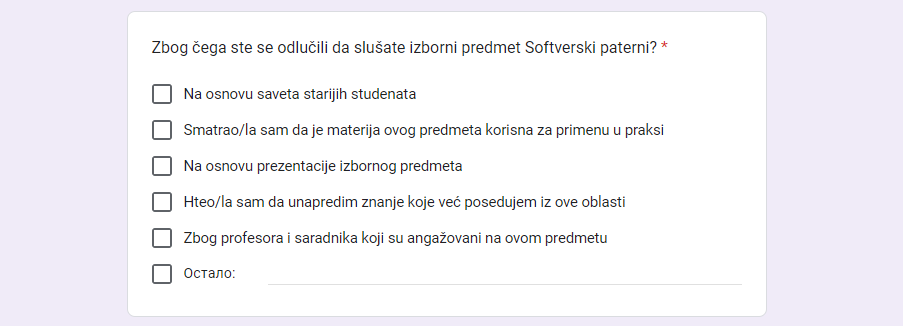 Zbog čega ste se odlučili da slušate izborni predmet Softverski paterni? *
Na osnovu saveta starijih studenata
Smatrao/la sam da je materija ovog predmeta korisna za primenu u praksi
Na osnovu prezentacije izbornog predmeta
Hteo/la sam da unapredim znanje koje već posedujem iz ove oblasti
Zbog profesora i saradnika koji su angažovani na ovom predmetu
Остало: